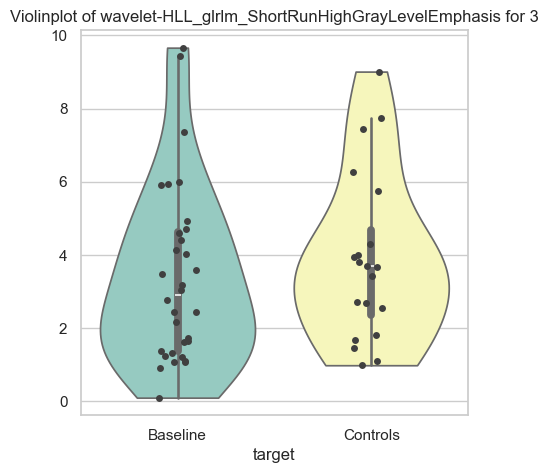 Violinplot of wavelet-HLL_glrlm_ShortRunHighGrayLevelEmphasis for 3
10
8
6
4
2
0
Baseline Controls
target